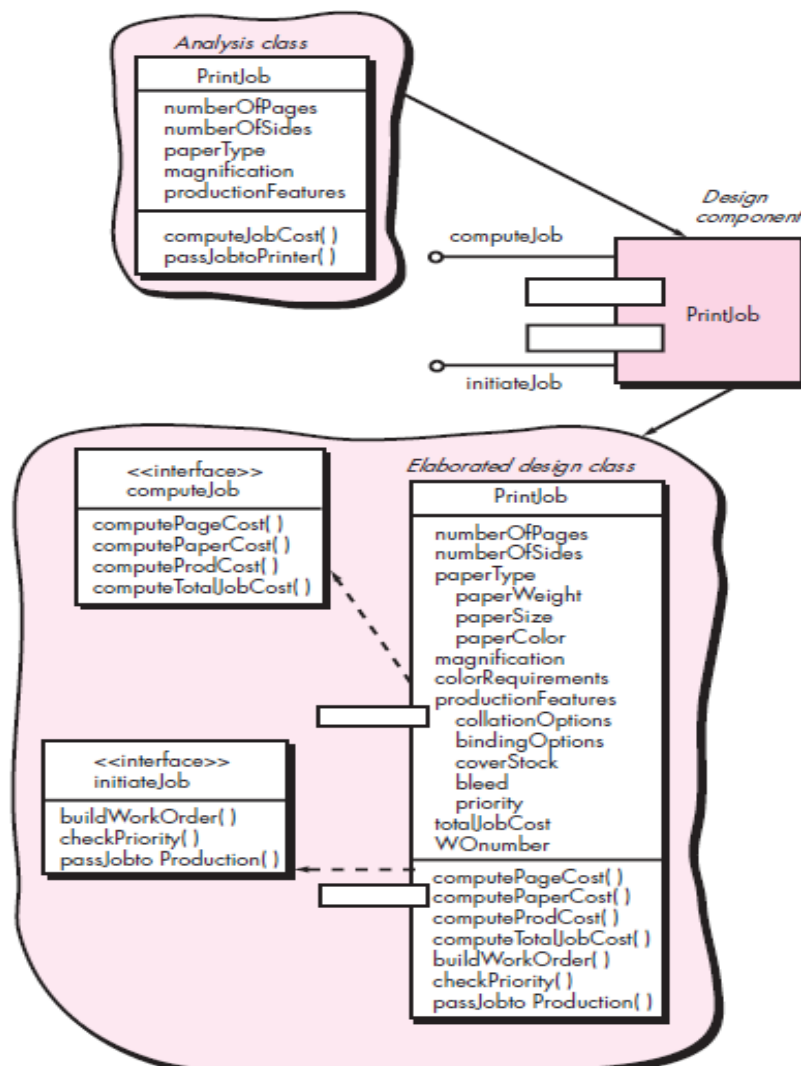 Analysis class
PrintJob
numberOfPages
numberOfSides
paperType
magnification
productionFeatures
computeJobCost( )
passJobtoPrinter( )
Design
component
computeJob
PrintJob
initiateJob
<<interface>>
computeJob
computePageCost( )
computePaperCost( )
computeProdCost( )
computeTotalJobCost( )
<<interface>>
initiateJob
buildWorkOrder( )
checkPriority( )
passJobto Production( )
Elaborated design class
PrintJob
numberOfPages
numberOfSides
paperType
paperWeight
paperSize
paperColor
magnification
colorRequirements
productionFeatures
collationOptions
bindingOptions
coverStock
bleed
priority
totalJobCost
WOnumber
computePageCost( )
computePaperCost( )
computeProdCost( )
computeTotalJobCost( )
buildWorkOrder( )
checkPriority( )
passJobto Production( )